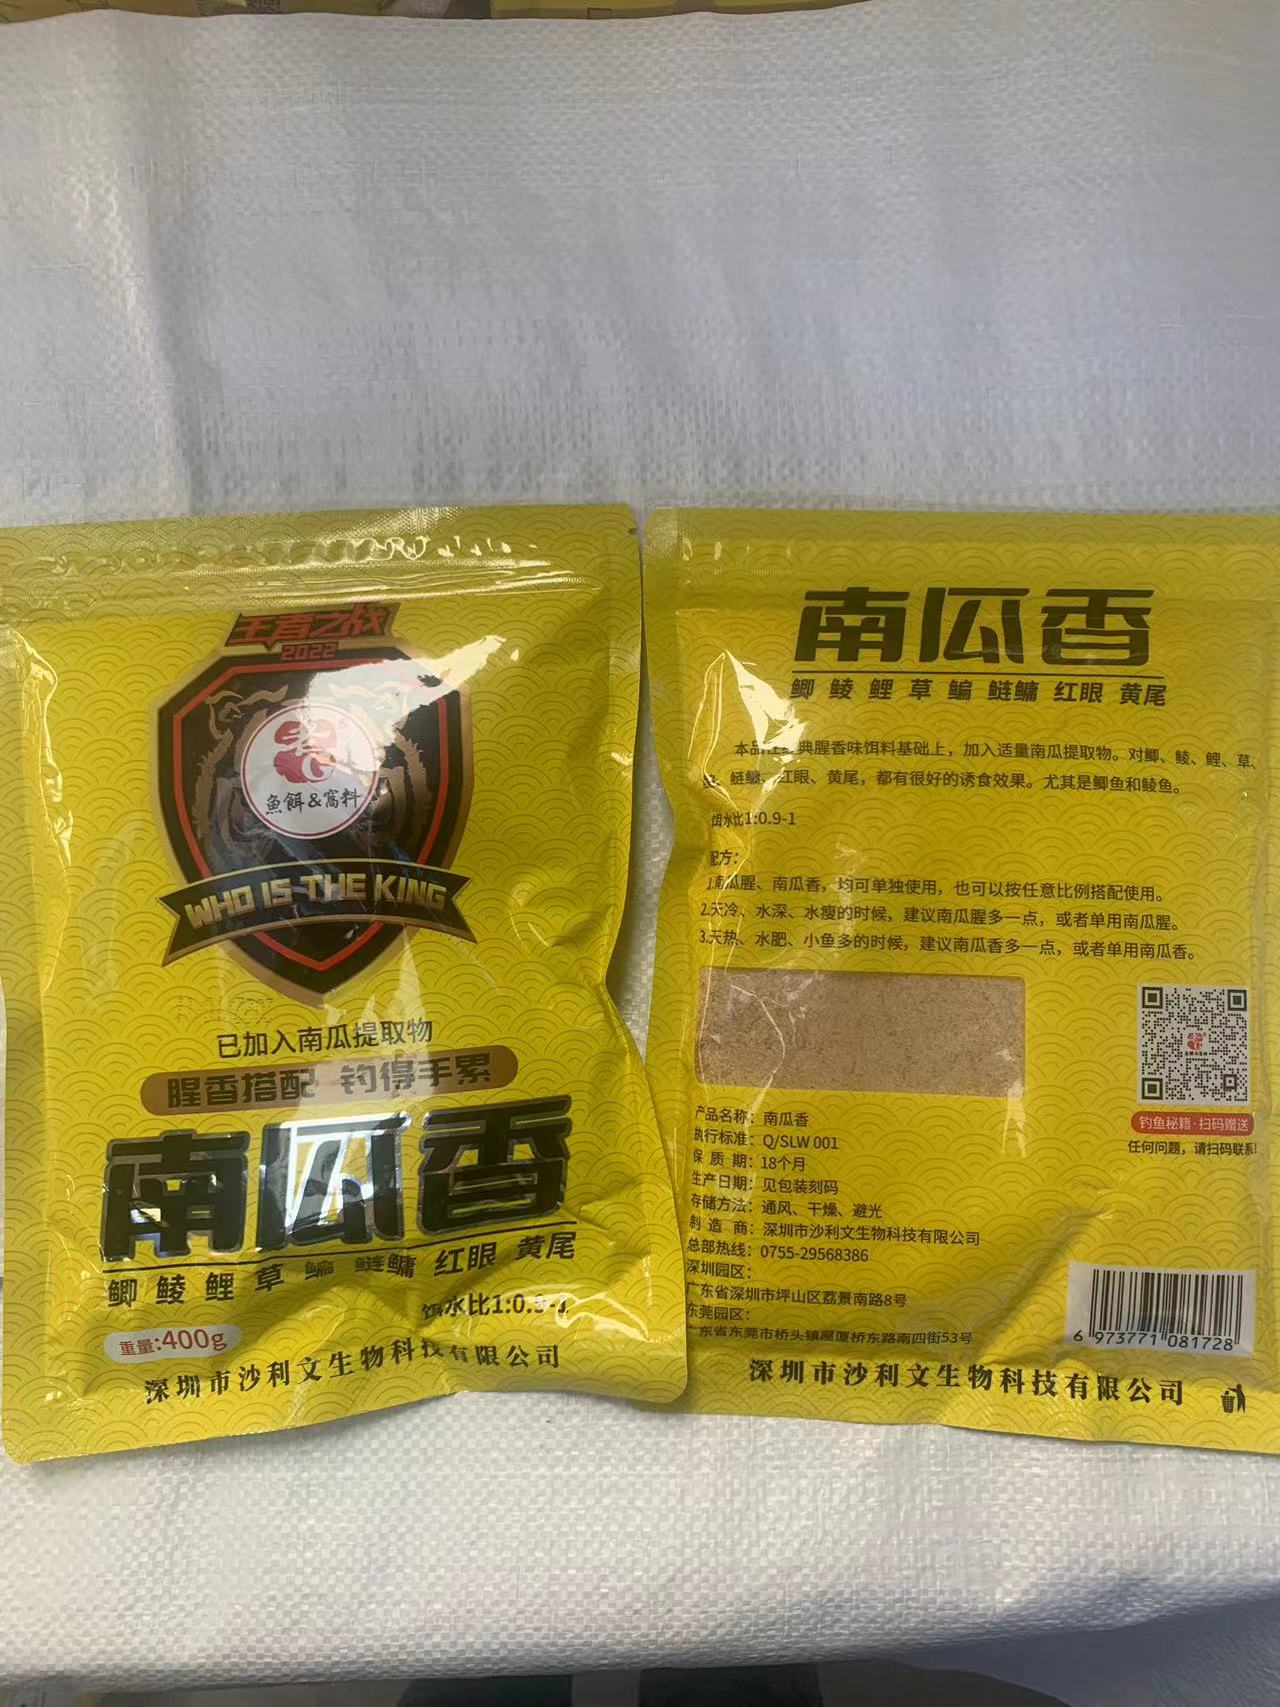 王者之战
2022
魚餌&窩料
WHO IS THE KING
已加入南瓜提取物
腥香搭配 钓得手累
南瓜香
鲫 鲮 鲤 草 鳊 鲢鳙 红眼 黄尾
饵水比1:0.9-1
重量:400g
深圳市沙利文生物科技有限公司
南瓜香
鲫 鲮 鲤 草 鳊 鲢鳙 红眼 黄尾
本品在经典腥香味饵料基础上，加入适量南瓜提取物。对鲫、鲮、鲤、草、
鳊、鲢鳙、红眼、黄尾，都有很好的诱食效果。尤其是鲫鱼和鲮鱼。
饵水比1:0.9-1
配方：
1.南瓜腥、南瓜香，均可单独使用，也可以按任意比例搭配使用。
2.天冷、水深、水瘦的时候，建议南瓜腥多一点，或者单用南瓜腥。
3.天热、水肥、小鱼多的时候，建议南瓜香多一点，或者单用南瓜香。
钓鱼秘籍·扫码赠送
任何问题，请扫码联系!
产品名称：南瓜香
执行标准：Q/SLW 001
保 质 期：18个月
生产日期：见包装刻码
存储方法：通风、干燥、避光
制 造 商：深圳市沙利文生物科技有限公司
总部热线：0755-29568386
深圳园区：
广东省深圳市坪山区荔景南路8号
东莞园区：
广东省东莞市桥头镇屋厦桥东路南四街53号
6 973771 081728
深圳市沙利文生物科技有限公司